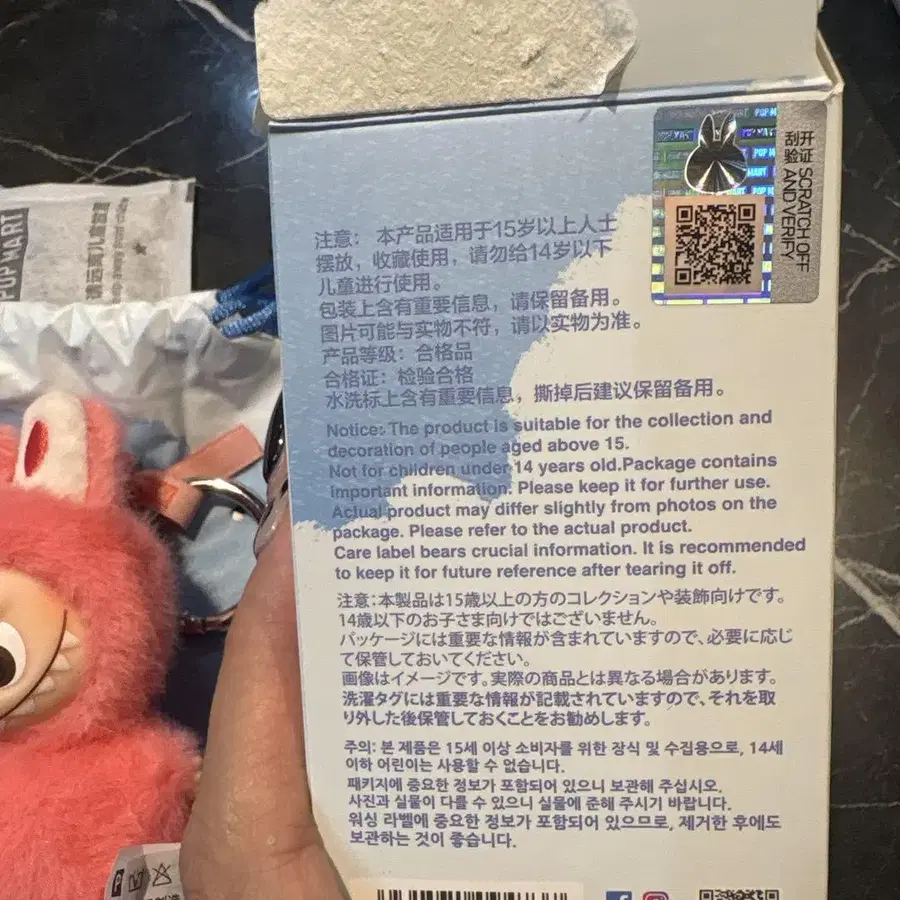 POP MART
开证 SCRATCH OFF
刮验 AND VERIFY
POP MART
注意： 本产品适用于15岁以上人士
摆放，收藏使用，请勿给14岁以下
儿童进行使用。
包装上含有重要信息，请保留备用。
图片可能与实物不符，请以实物为准。
产品等级：合格品
合格证：检验合格
水洗标上含有重要信息，撕掉后建议保留备用。
Notice: The product is suitable for the collection and
decoration of people aged above 15.
Not for children under 14 years old.Package contains
important information. Please keep it for further use.
Actual product may differ slightly from photos on the
package. Please refer to the actual product.
Care label bears crucial information. It is recommended
to keep it for future reference after tearing it off.
注意：本製品は15歳以上の方のコレクションや装飾向けです。
14歳以下のお子さま向けではございません。
パッケージには重要な情報が含まれていますので、必要に応じ
て保管しておいてください。
画像はイメージです。実際の商品とは異なる場合があります。
洗濯タグには重要な情報が記載されていますので、それを取
り外した後保管しておくことをお勧めします。
주의: 본 제품은 15세 이상 소비자를 위한 장식 및 수집용으로, 14세
이하 어린이는 사용할 수 없습니다.
패키지에 중요한 정보가 포함되어 있으니 보관해 주십시오.
사진과 실물이 다를 수 있으니 실물에 준해 주시기 바랍니다.
워싱 라벨에 중요한 정보가 포함되어 있으므로, 제거한 후에도
보관하는 것이 좋습니다.